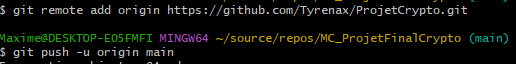 $ git remote add origin https://github.com/Tyrenax/ProjetCrypto.git
Maxime@DESKTOP-EO5FMFI MINGW64 ~/source/repos/MC_ProjetFinalCrypto (main)
$ git push -u origin main